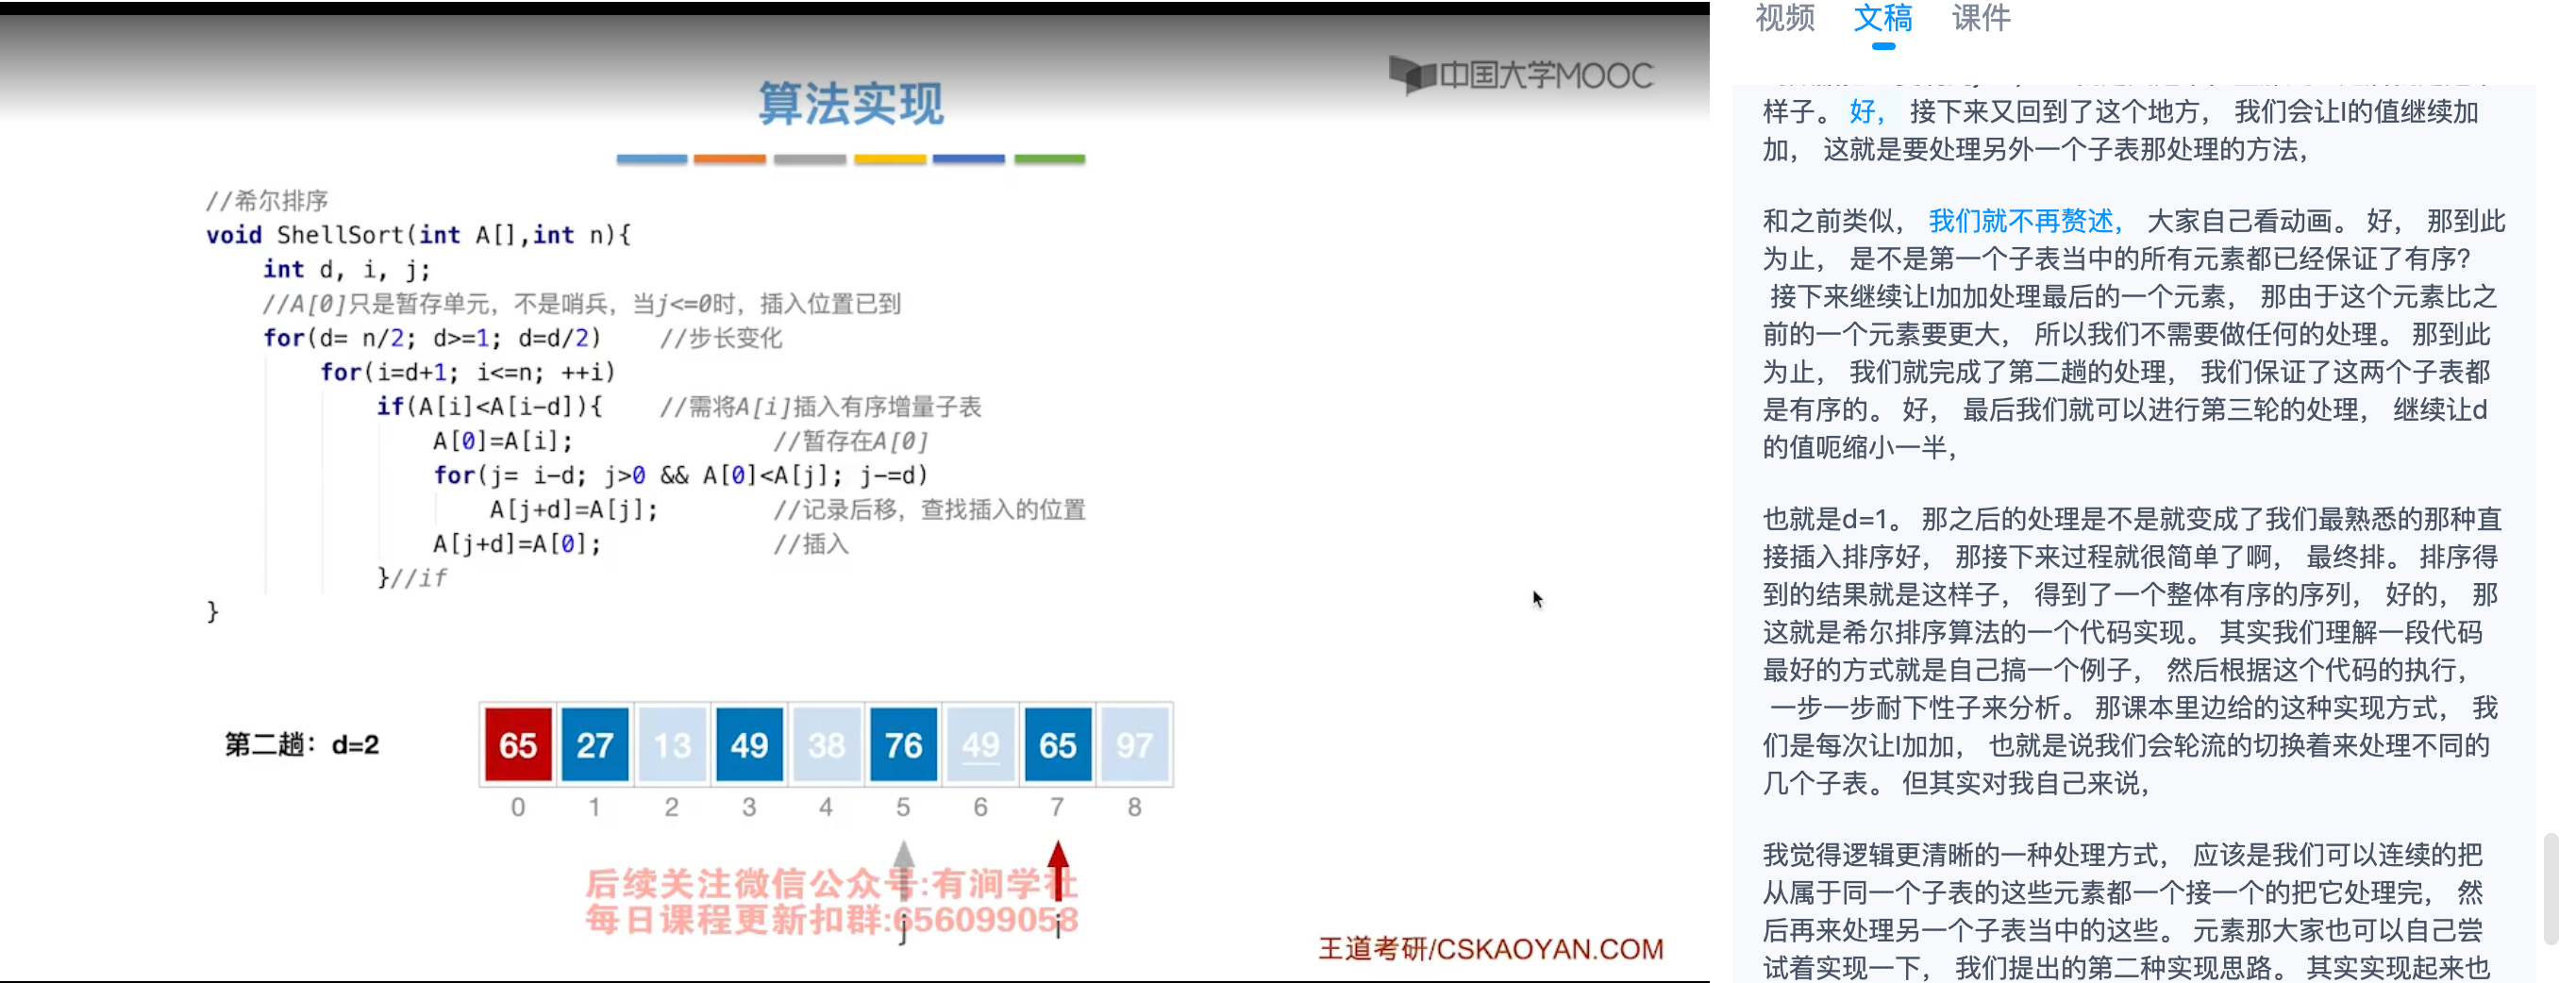 中国大学MOOC
算法实现
//希尔排序
void ShellSort(int A[],int n){
int d, i, j;
//A[0]只是暂存单元，不是哨兵，当j<=0时，插入位置已到
for(d= n/2; d>=1; d=d/2) //步长变化
for(i=d+1; i<=n; ++i)
if(A[i]<A[i-d]){ //需将A[i]插入有序增量子表
A[0]=A[i]; //暂存在A[0]
for(j= i-d; j>0 && A[0]<A[j]; j-=d)
A[j+d]=A[j]; //记录后移，查找插入的位置
A[j+d]=A[0]; //插入
}//if
}
第二趟：d=2
65 27 13 49 38 76 49 65 97
0 1 2 3 4 5 6 7 8
后续关注微信公众号:有涧学社
每日课程更新扣群:656099058
j i
王道考研/CSKAOYAN.COM
视频 文稿 课件
样子。 好， 接下来又回到了这个地方， 我们会让I的值继续加
加， 这就是要处理另外一个子表那处理的方法，
和之前类似， 我们就不再赘述， 大家自己看动画。 好， 那到此
为止， 是不是第一个子表当中的所有元素都已经保证了有序？
接下来继续让I加加处理最后的一个元素， 那由于这个元素比之
前的一个元素要更大， 所以我们不需要做任何的处理。 那到此
为止， 我们就完成了第二趟的处理， 我们保证了这两个子表都
是有序的。 好， 最后我们就可以进行第三轮的处理， 继续让d
的值呃缩小一半，
也就是d=1。 那之后的处理是不是就变成了我们最熟悉的那种直
接插入排序好， 那接下来过程就很简单了啊， 最终排。 排序得
到的结果就是这样子， 得到了一个整体有序的序列， 好的， 那
这就是希尔排序算法的一个代码实现。 其实我们理解一段代码
最好的方式就是自己搞一个例子， 然后根据这个代码的执行，
一步一步耐下性子来分析。 那课本里边给的这种实现方式， 我
们是每次让I加加， 也就是说我们会轮流的切换着来处理不同的
几个子表。 但其实对我自己来说，
我觉得逻辑更清晰的一种处理方式， 应该是我们可以连续的把
从属于同一个子表的这些元素都一个接一个的把它处理完， 然
后再来处理另一个子表当中的这些。 元素那大家也可以自己尝
试着实现一下， 我们提出的第二种实现思路。 其实实现起来也